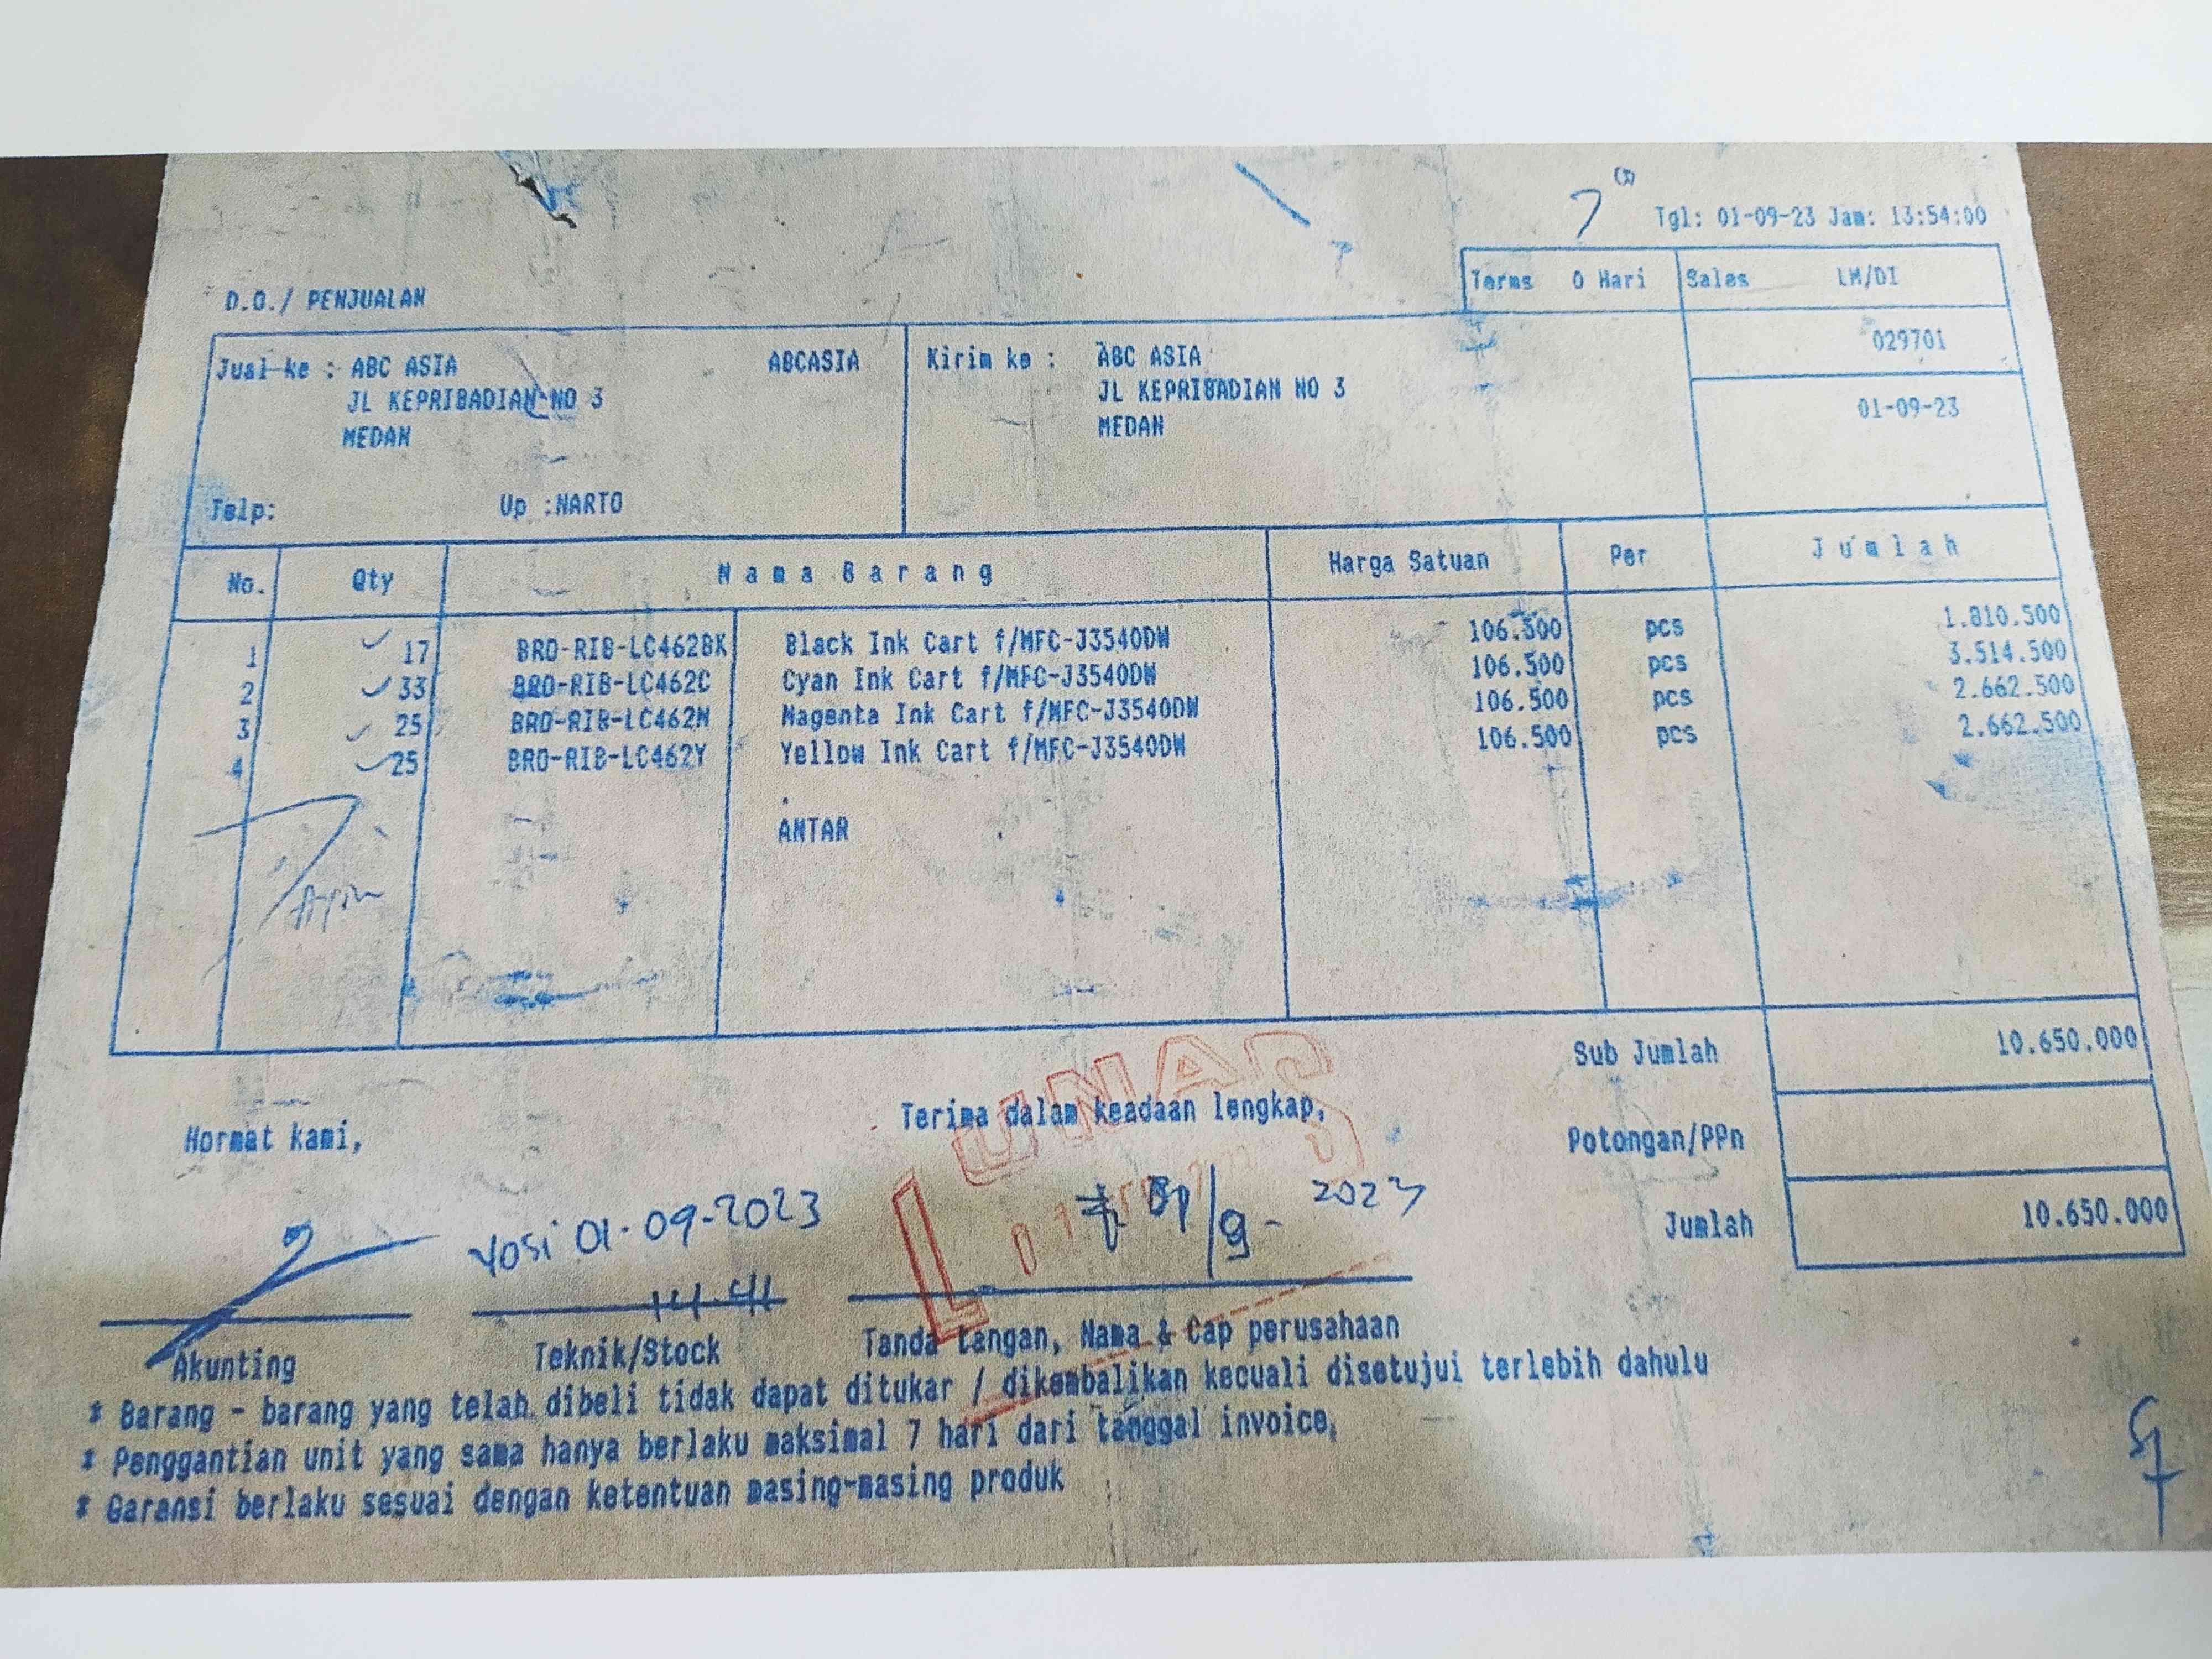 Tgl: 01-09-23 Jam: 13:54:00
Terms 0 Hari Sales LM/DI
D.O./ PENJUALAN
029701
Jual ke : ABC ASIA ABCASIA Kirim ke : ABC ASIA
JL KEPRIBADIAN NO 3 JL KEPRIBADIAN NO 3
MEDAN MEDAN
01-09-23
Telp: Up :NARTO
No. Qty Nama Barang Harga Satuan Per Jumlah
1 17 BRO-RIB-LC462BK Black Ink Cart f/MFC-J3540DW 106.500 pcs 1.810.500
2 33 BRO-RIB-LC462C Cyan Ink Cart f/MFC-J3540DW 106.500 pcs 3.514.500
3 25 BRO-RIB-LC462M Magenta Ink Cart f/MFC-J3540DW 106.500 pcs 2.662.500
4 25 BRO-RIB-LC462Y Yellow Ink Cart f/MFC-J3540DW 106.500 pcs 2.662.500
ANTAR
Sub Jumlah 10.650.000
LUNAS
Hormat kami, Terima dalam keadaan lengkap,
Potongan/PPn
Yosi 01-09-2023
14.41
2023
Jumlah 10.650.000
Akunting Teknik/Stock Tanda tangan, Nama & Cap perusahaan
* Barang - barang yang telah dibeli tidak dapat ditukar / dikembalikan kecuali disetujui terlebih dahulu
* Penggantian unit yang sama hanya berlaku maksimal 7 hari dari tanggal invoice,
* Garansi berlaku sesuai dengan ketentuan masing-masing produk